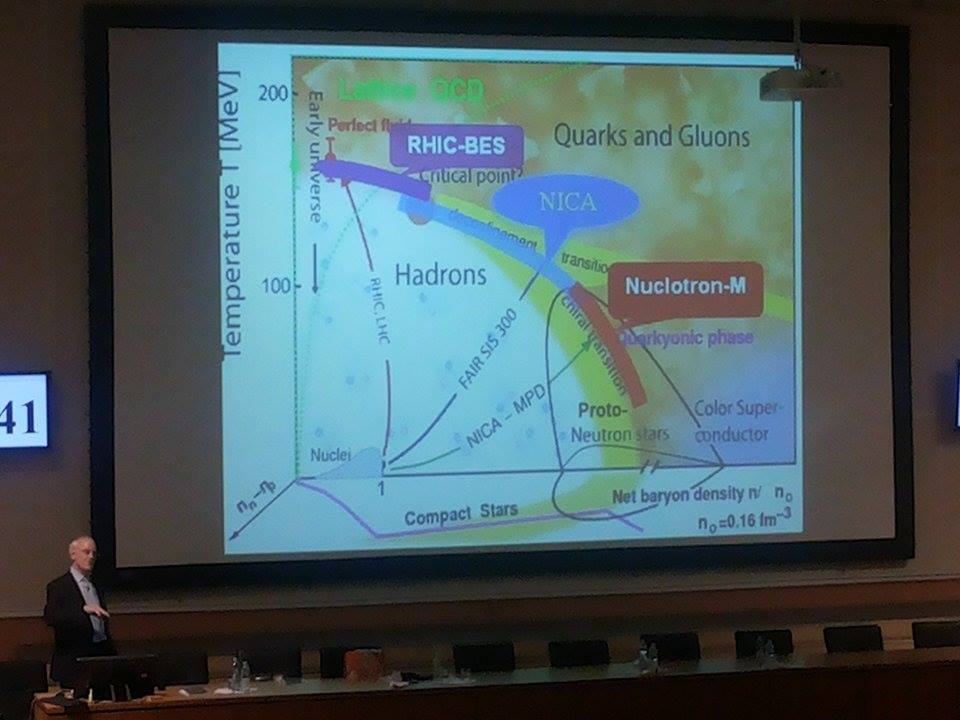 Temperature T [MeV]
200
100
Early universe
Lattice QCD
Perfect fluid
RHIC-BES
Critical point?
Quarks and Gluons
NICA
deconfinement transition
Nuclotron-M
Hadrons
RHIC, LHC
FAIR SIS 300
NICA – MPD
chiral transition
Quarkyonic phase
Proto-
Neutron stars
Color Super-
conductor
Nuclei
1
nn-np
Compact Stars
Net baryon density n/ n0
n0=0.16 fm-3
41